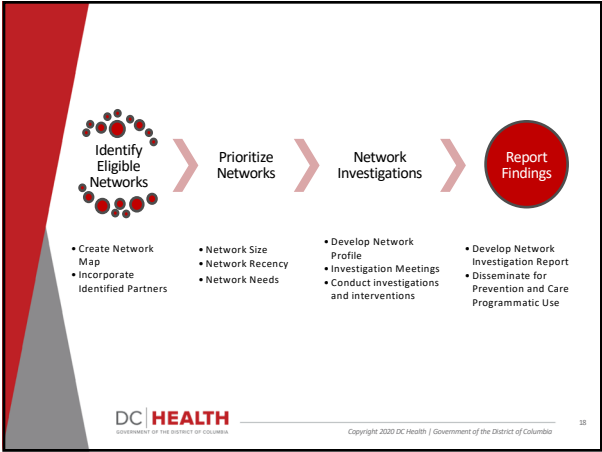 Identify
Eligible
Networks
Prioritize
Networks
Network
Investigations
Report
Findings
• Create Network
Map
• Incorporate
Identified Partners
• Network Size
• Network Recency
• Network Needs
• Develop Network
Profile
• Investigation Meetings
• Conduct investigations
and interventions
• Develop Network
Investigation Report
• Disseminate for
Prevention and Care
Programmatic Use
DC HEALTH
GOVERNMENT OF THE DISTRICT OF COLUMBIA
Copyright 2020 DC Health | Government of the District of Columbia
18